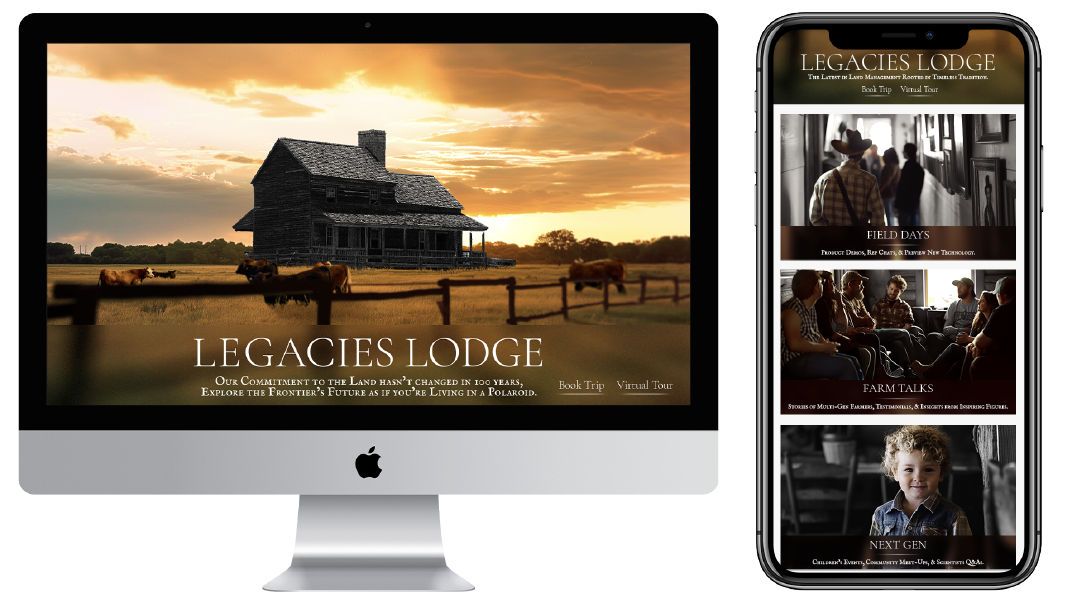 LEGACIES LODGE
Our Commitment to the Land hasn't changed in 100 years,
Explore the Frontier's Future as if you're Living in a Polaroid.
Book Trip Virtual Tour
LEGACIES LODGE
The Latest in Land Management Rooted in Timeless Tradition.
Book Trip Virtual Tour
FIELD DAYS
Product Demos, Rep Chats, & Preview New Technology.
FARM TALKS
Stories of Multi-Gen Farmers, Testimonials, & Insights from Inspiring Figures.
NEXT GEN
Children's Events, Community Meet-Ups, & Scientists Q&As.